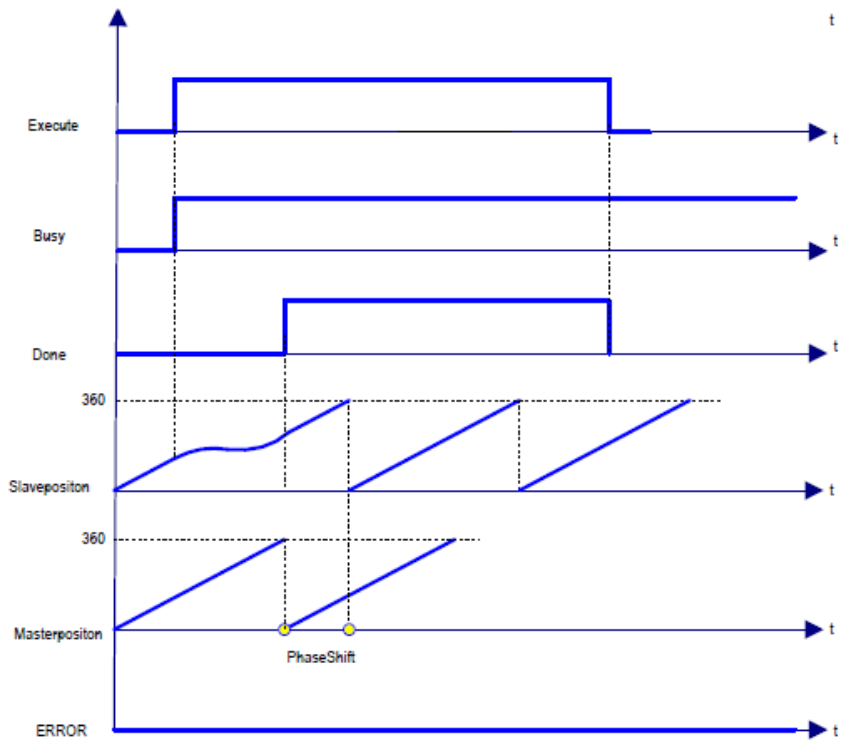 t
Execute
t
Busy
t
Done
t
360
Slavepositon
t
360
Masterpositon
t
PhaseShift
ERROR
t